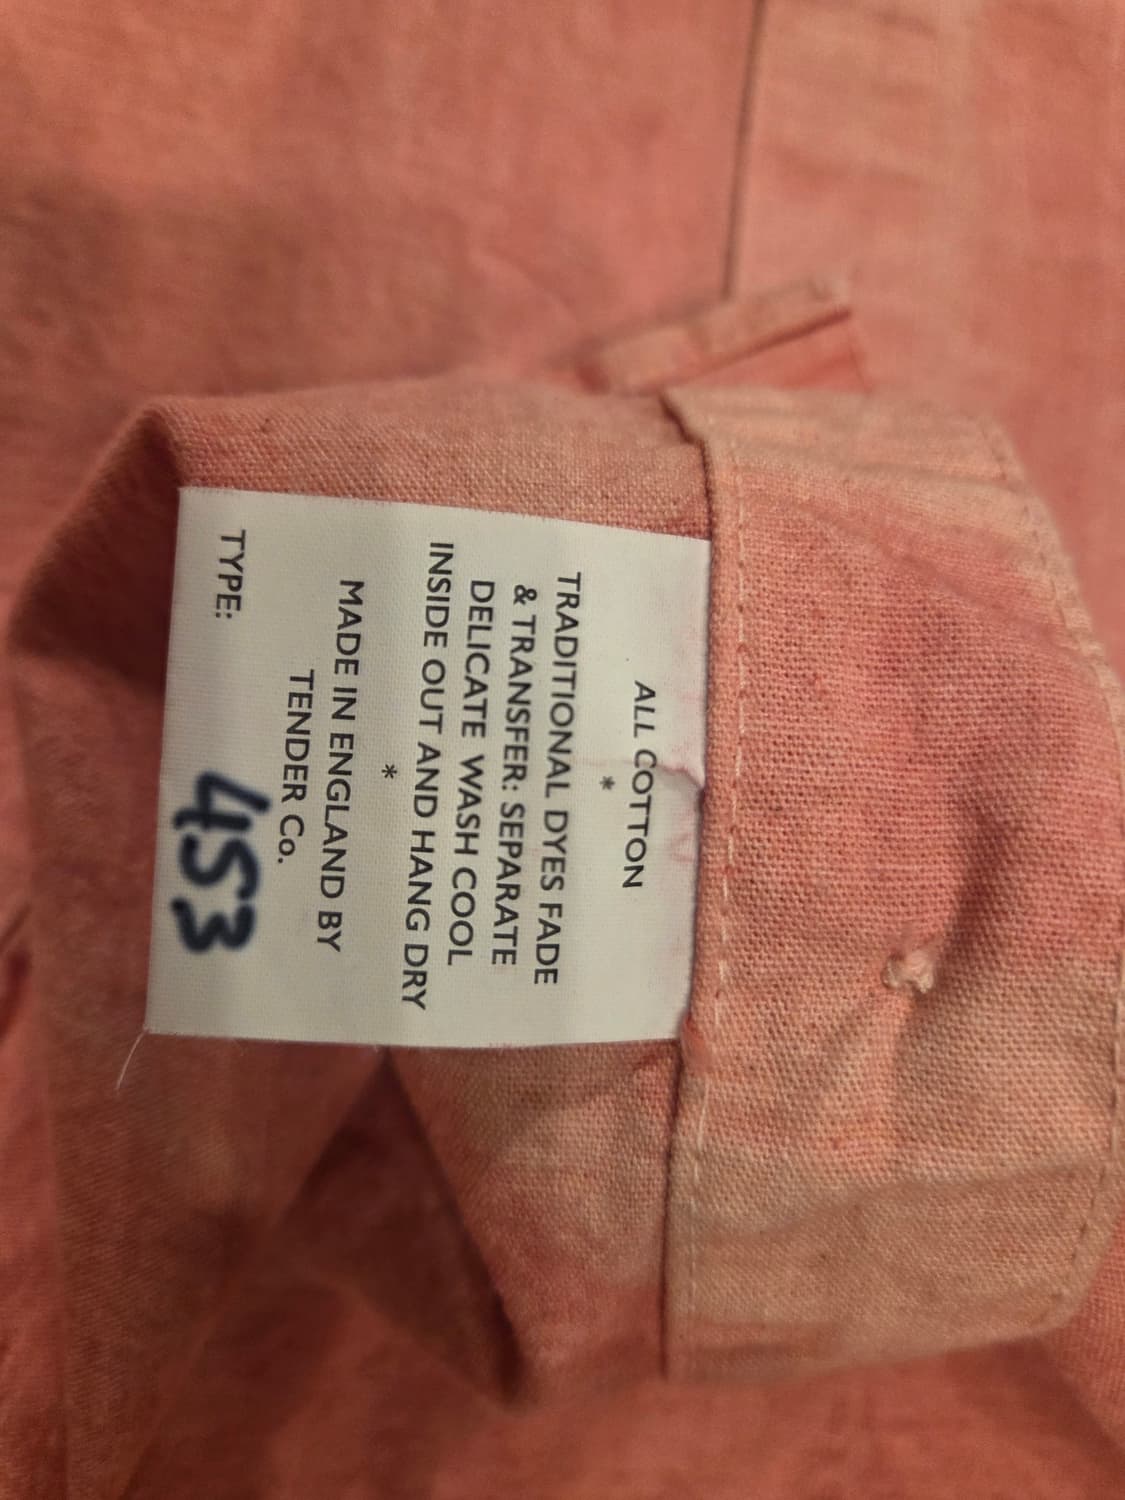 ALL COTTON
*
TRADITIONAL DYES FADE
& TRANSFER: SEPARATE
DELICATE WASH COOL
INSIDE OUT AND HANG DRY
*
MADE IN ENGLAND BY
TENDER Co.
TYPE: 453